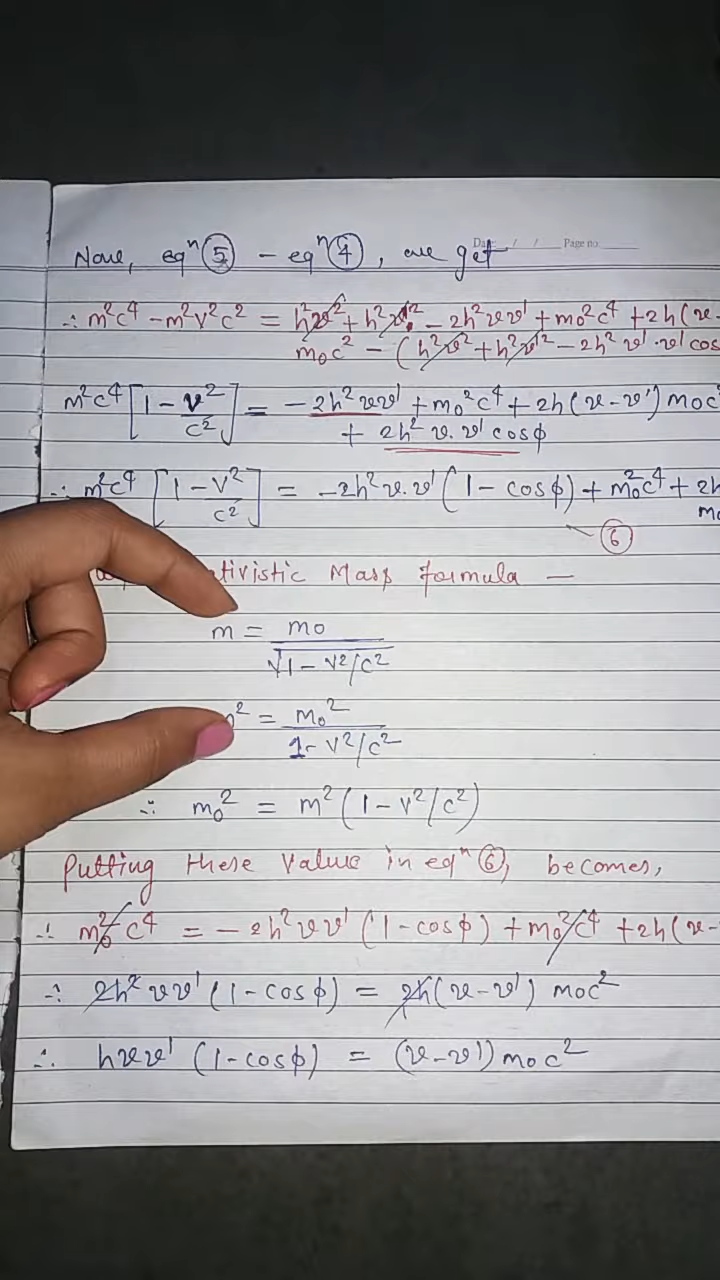 Date / / Page no
Now, eqⁿ ⑤ - eqⁿ ④, we get
∴ m²c⁴ - m²v²c² = h²ν² + h²ν'² - 2h²νν' + m₀²c⁴ + 2h(ν-
m₀c² - (h²ν² + h²ν'² - 2h² ν'·ν' cos
m²c⁴ [1 - v²/c²] = -2h²νν' + m₀²c⁴ + 2h(ν-ν') m₀c²
+ 2h² ν·ν' cosϕ
∴ m²c⁴ [1 - v²/c²] = -2h²ν·ν' (1 - cosϕ) + m₀²c⁴ + 2h
m₀
⑥
Mass formula —
m = m₀/√1 - v²/c²
² = m₀²/1 - v²/c²
∴ m₀² = m² (1 - v²/c²)
Putting these value in eqⁿ ⑥, becomes,
∴ m₀²c⁴ = -2h²νν' (1 - cosϕ) + m₀²c⁴ + 2h(ν-
∴ 2h²νν' (1 - cosϕ) = 2h(ν-ν') m₀c²
∴ hνν' (1 - cosϕ) = (ν-ν') m₀c²